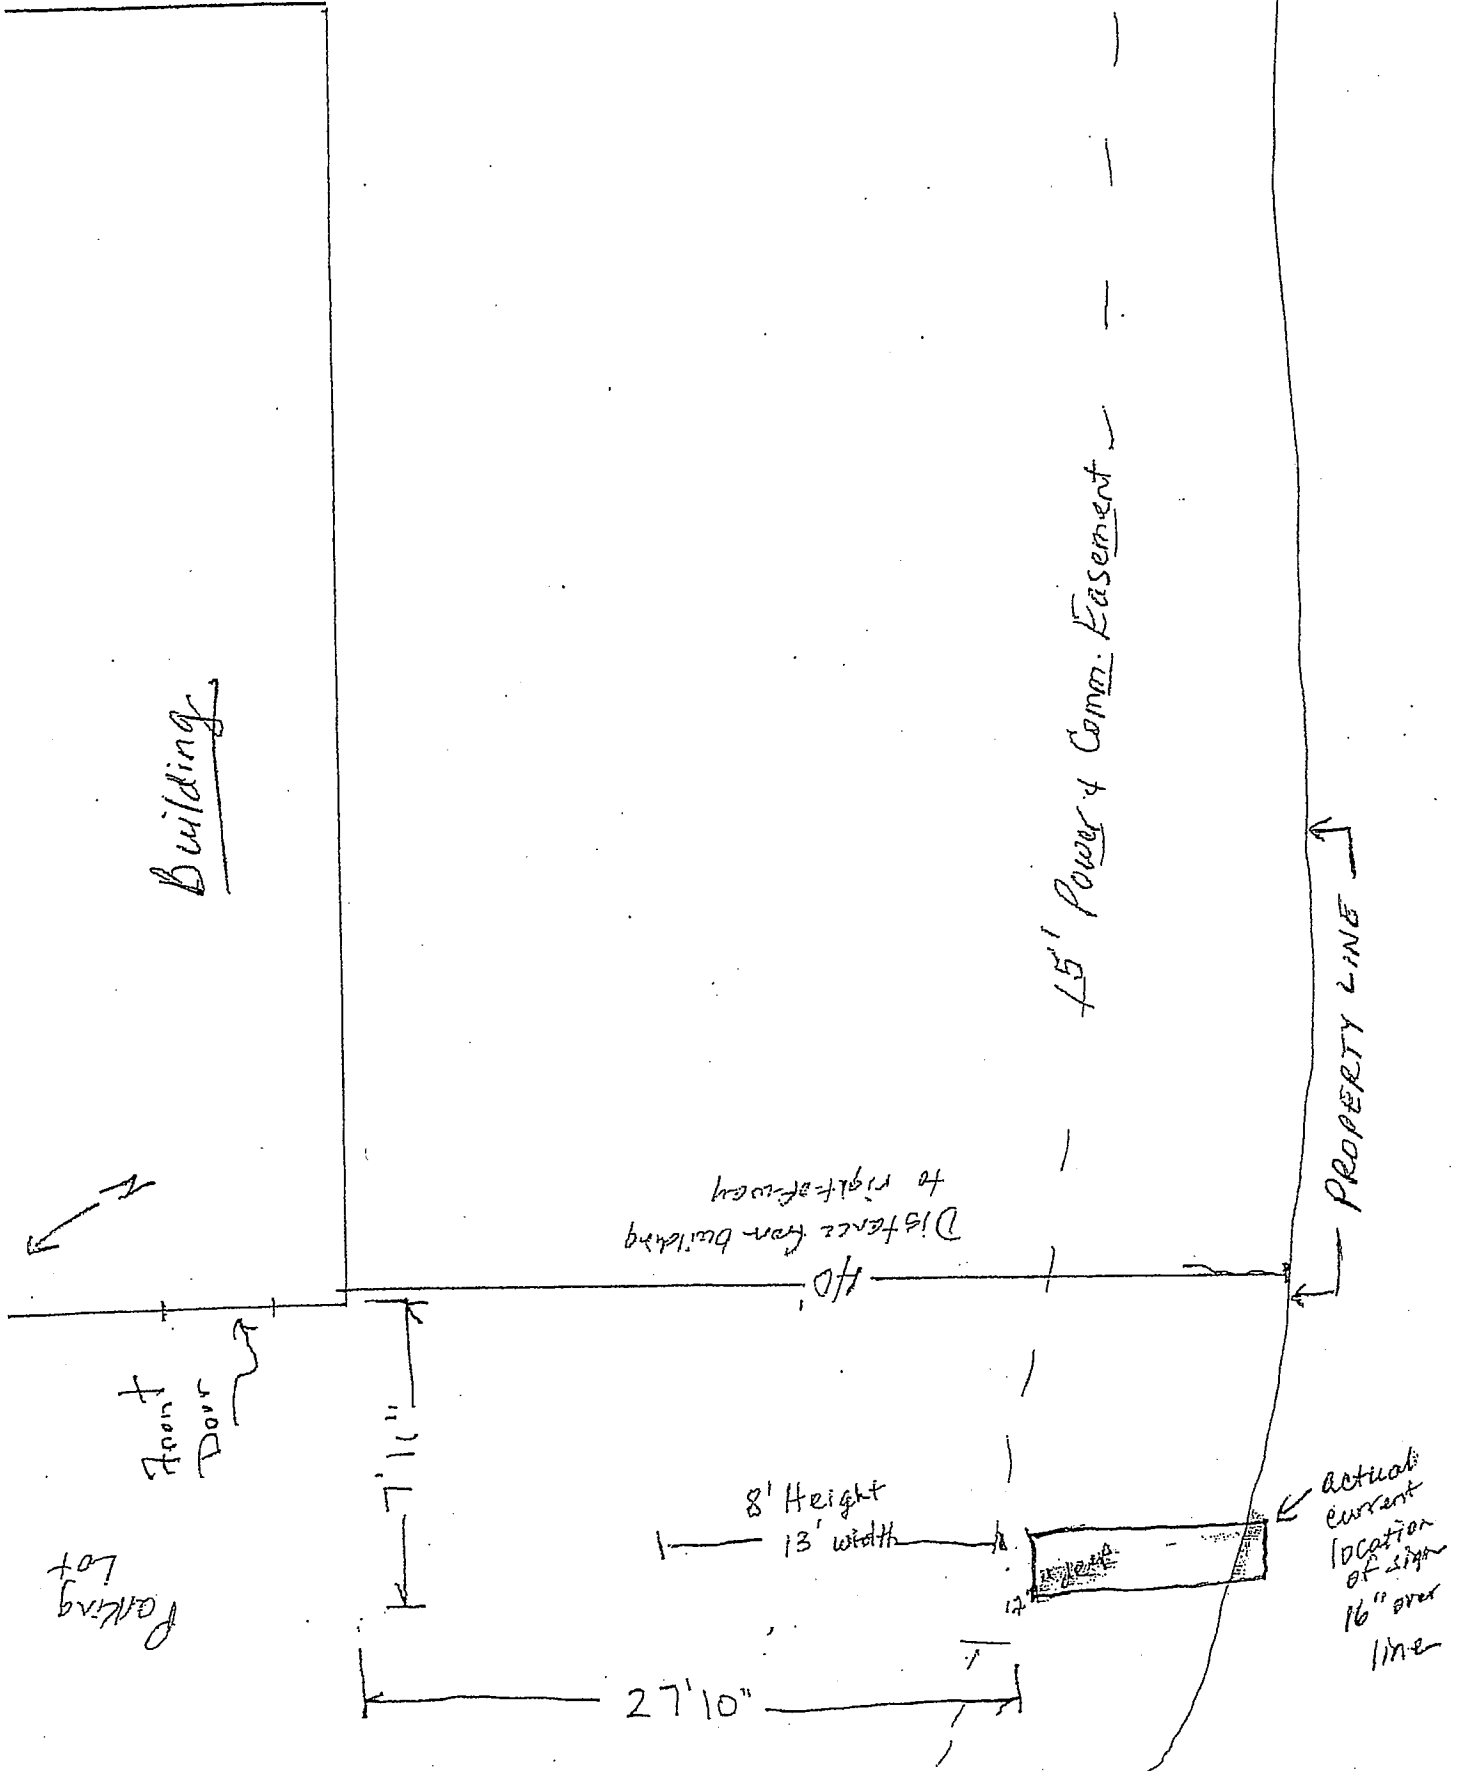 Building
15' Power & Comm. Easement
PROPERTY LINE
Distance from building
to right-of-way
40'
Front
Door
7' 11"
8' Height
13' width
Parking
Lot
27'10"
actual
current
location
of sign
16" over
line